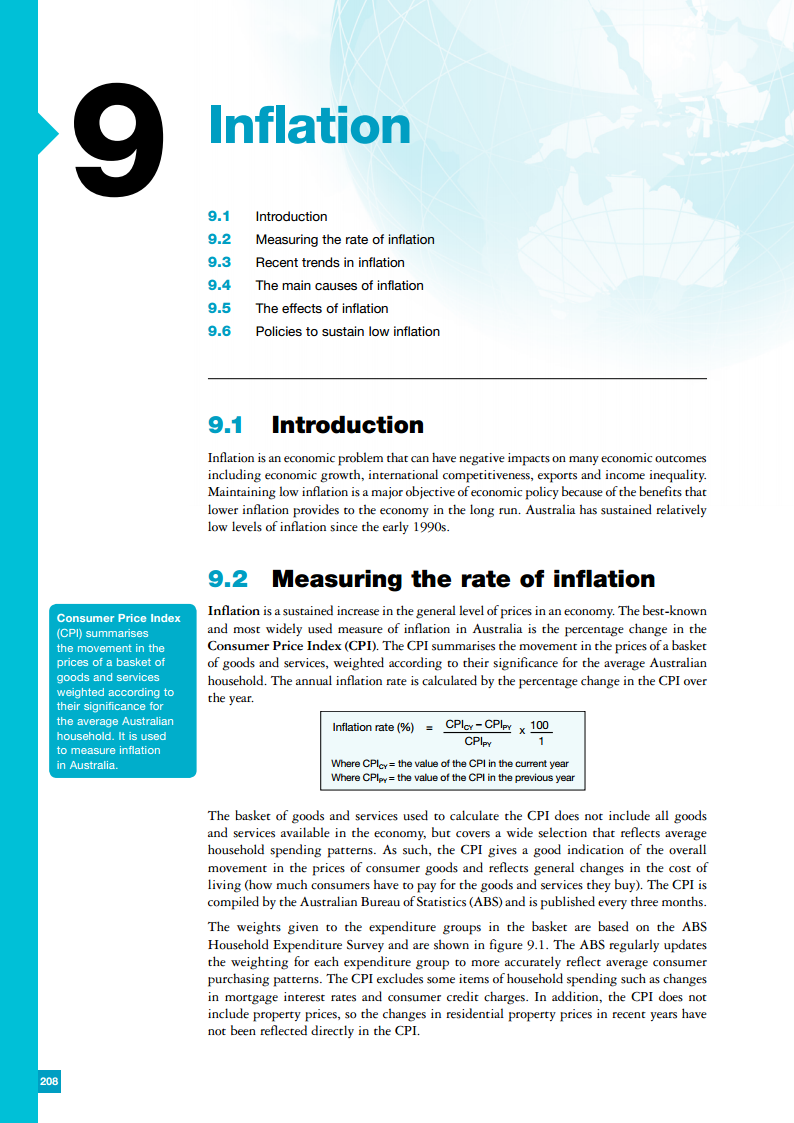 9
Inflation
9.1 Introduction
9.2 Measuring the rate of inflation
9.3 Recent trends in inflation
9.4 The main causes of inflation
9.5 The effects of inflation
9.6 Policies to sustain low inflation
9.1 Introduction
Inflation is an economic problem that can have negative impacts on many economic outcomes
including economic growth, international competitiveness, exports and income inequality.
Maintaining low inflation is a major objective of economic policy because of the benefits that
lower inflation provides to the economy in the long run. Australia has sustained relatively
low levels of inflation since the early 1990s.
9.2 Measuring the rate of inflation
Consumer Price Index
(CPI) summarises
the movement in the
prices of a basket of
goods and services
weighted according to
their significance for
the average Australian
household. It is used
to measure inflation
in Australia.
Inflation is a sustained increase in the general level of prices in an economy. The best-known
and most widely used measure of inflation in Australia is the percentage change in the
Consumer Price Index (CPI). The CPI summarises the movement in the prices of a basket
of goods and services, weighted according to their significance for the average Australian
household. The annual inflation rate is calculated by the percentage change in the CPI over
the year.
Inflation rate (%) = CPICY – CPIPY x 100
CPIPY 1
Where CPICY = the value of the CPI in the current year
Where CPIPY = the value of the CPI in the previous year
The basket of goods and services used to calculate the CPI does not include all goods
and services available in the economy, but covers a wide selection that reflects average
household spending patterns. As such, the CPI gives a good indication of the overall
movement in the prices of consumer goods and reflects general changes in the cost of
living (how much consumers have to pay for the goods and services they buy). The CPI is
compiled by the Australian Bureau of Statistics (ABS) and is published every three months.
The weights given to the expenditure groups in the basket are based on the ABS
Household Expenditure Survey and are shown in figure 9.1. The ABS regularly updates
the weighting for each expenditure group to more accurately reflect average consumer
purchasing patterns. The CPI excludes some items of household spending such as changes
in mortgage interest rates and consumer credit charges. In addition, the CPI does not
include property prices, so the changes in residential property prices in recent years have
not been reflected directly in the CPI.
208